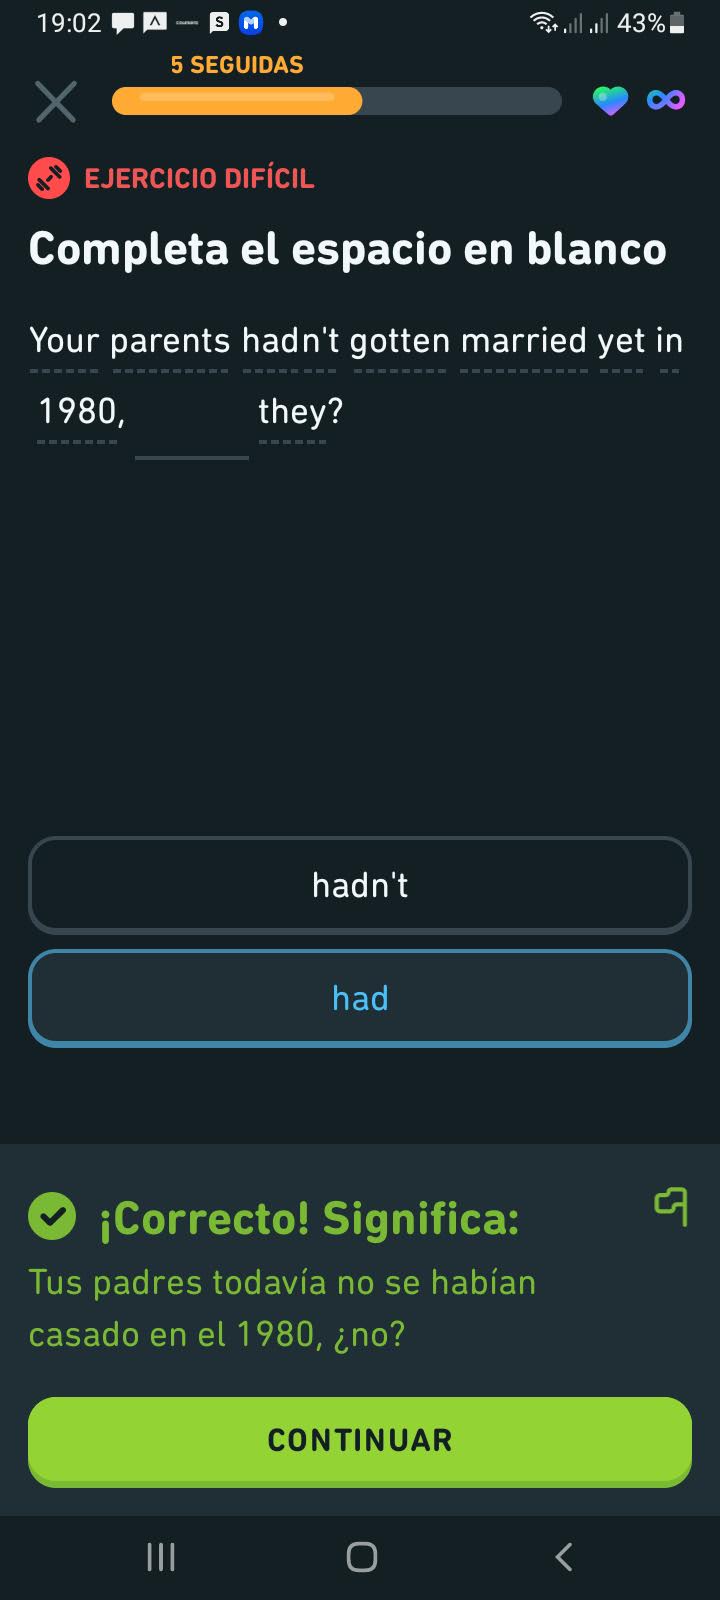 19:02
S
43%
5 SEGUIDAS
EJERCICIO DIFÍCIL
Completa el espacio en blanco
Your parents hadn't gotten married yet in
1980, they?
hadn't
had
¡Correcto! Significa:
Tus padres todavía no se habían
casado en el 1980, ¿no?
CONTINUAR